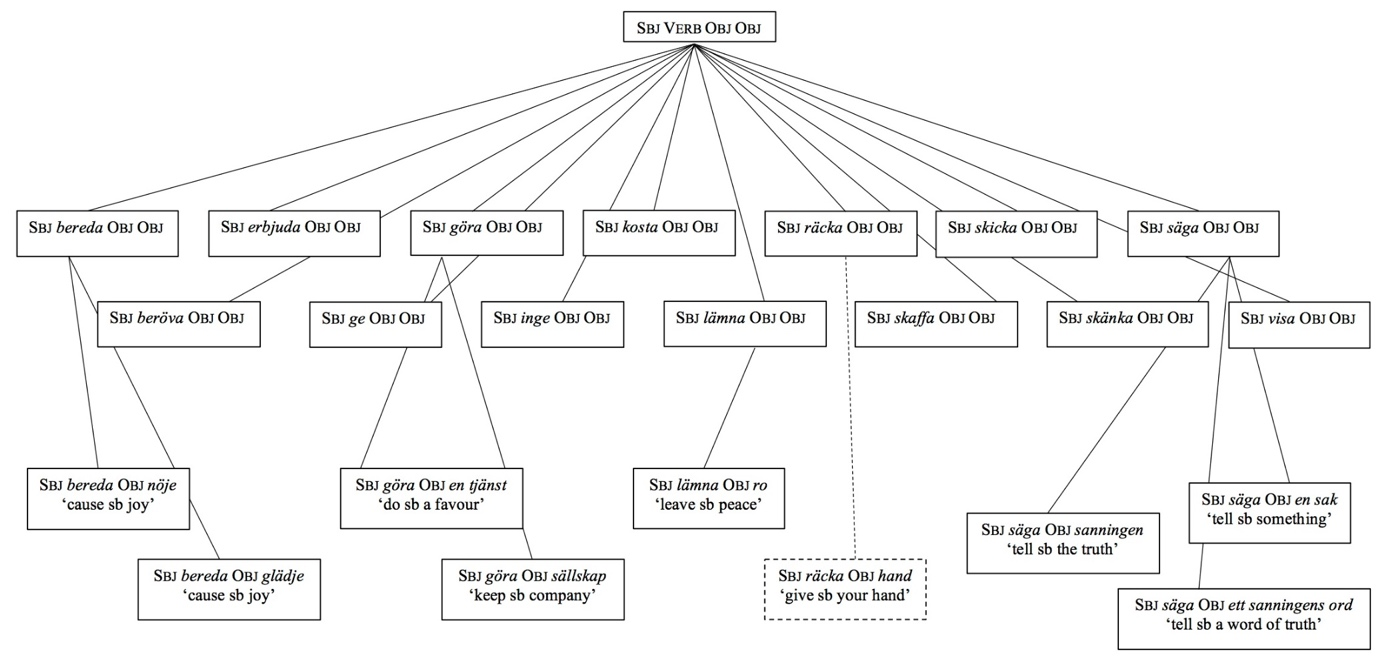 SBJ VERB OBJ OBJ
SBJ bereda OBJ OBJ
SBJ erbjuda OBJ OBJ
SBJ göra OBJ OBJ
SBJ kosta OBJ OBJ
SBJ räcka OBJ OBJ
SBJ skicka OBJ OBJ
SBJ säga OBJ OBJ
SBJ beröva OBJ OBJ
SBJ ge OBJ OBJ
SBJ inge OBJ OBJ
SBJ lämna OBJ OBJ
SBJ skaffa OBJ OBJ
SBJ skänka OBJ OBJ
SBJ visa OBJ OBJ
SBJ bereda OBJ nöje
‘cause sb joy’
SBJ göra OBJ en tjänst
‘do sb a favour’
SBJ lämna OBJ ro
‘leave sb peace’
SBJ säga OBJ en sak
‘tell sb something’
SBJ säga OBJ sanningen
‘tell sb the truth’
SBJ bereda OBJ glädje
‘cause sb joy’
SBJ göra OBJ sällskap
‘keep sb company’
SBJ räcka OBJ hand
‘give sb your hand’
SBJ säga OBJ ett sanningens ord
‘tell sb a word of truth’